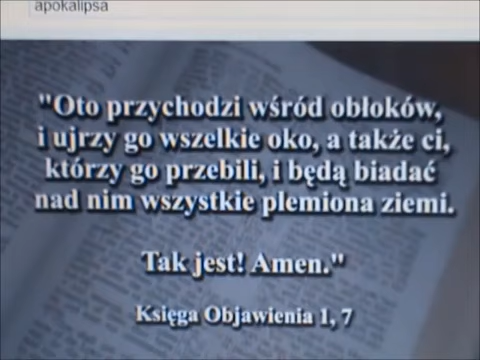 apokalipsa
"Oto przychodzi wśród obłoków,
i ujrzy go wszelkie oko, a także ci,
którzy go przebili, i będą biadać
nad nim wszystkie plemiona ziemi.
Tak jest! Amen."
Księga Objawienia 1, 7